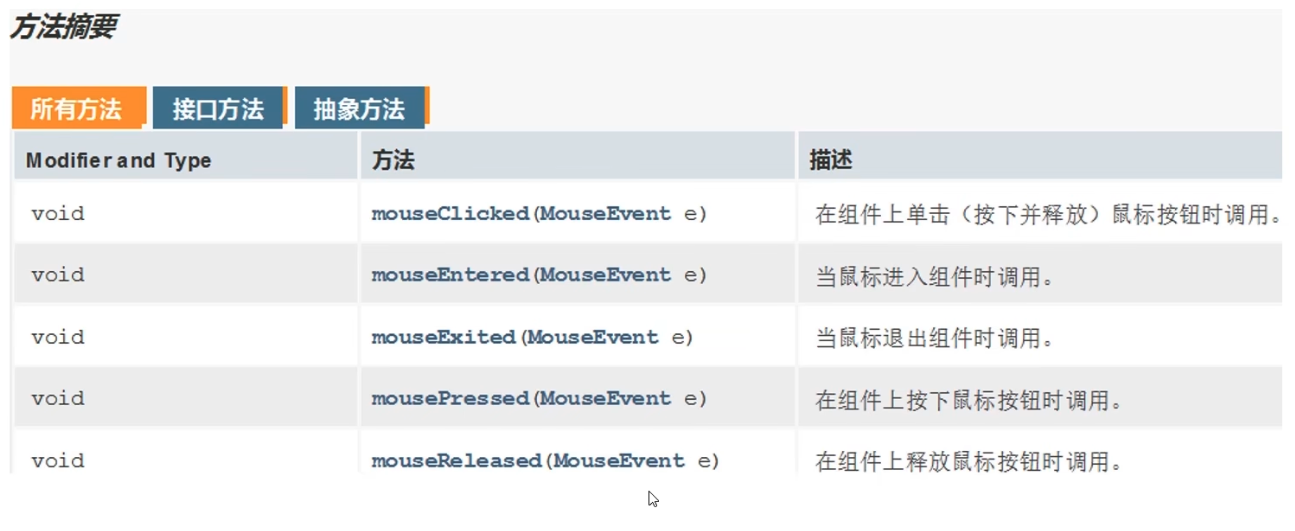 方法摘要
所有方法 接口方法 抽象方法
Modifier and Type 方法 描述
void mouseClicked(MouseEvent e) 在组件上单击（按下并释放）鼠标按钮时调用。
void mouseEntered(MouseEvent e) 当鼠标进入组件时调用。
void mouseExited(MouseEvent e) 当鼠标退出组件时调用。
void mousePressed(MouseEvent e) 在组件上按下鼠标按钮时调用。
void mouseReleased(MouseEvent e) 在组件上释放鼠标按钮时调用。